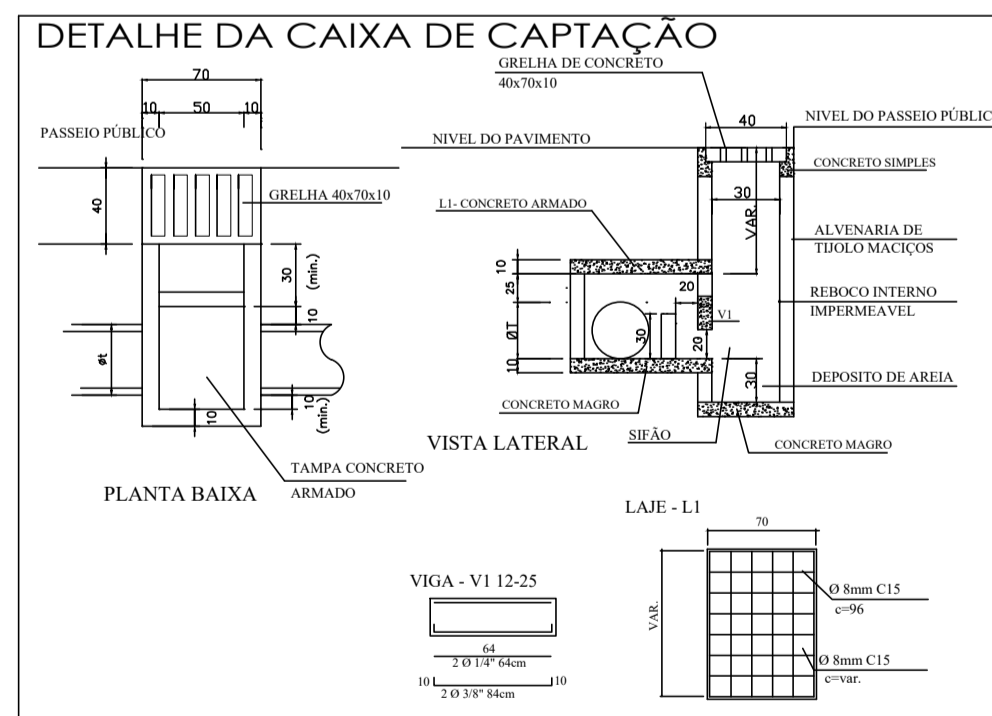 DETALHE DA CAIXA DE CAPTAÇÃO
70
10 50 10
PASSEIO PÚBLICO
40
GRELHA 40x70x10
30
(min.)
10
Øt
10
(min.)
10
TAMPA CONCRETO
ARMADO
PLANTA BAIXA
GRELHA DE CONCRETO
40x70x10
NIVEL DO PAVIMENTO
40
NIVEL DO PASSEIO PÚBLIC
CONCRETO SIMPLES
30
VAR.
L1- CONCRETO ARMADO
ALVENARIA DE
TIJOLO MACIÇOS
10
25
ØT
10
20
V1
30
20
30
REBOCO INTERNO
IMPERMEAVEL
DEPOSITO DE AREIA
CONCRETO MAGRO
SIFÃO
CONCRETO MAGRO
VISTA LATERAL
VIGA - V1 12-25
64
2 Ø 1/4" 64cm
10 10
2 Ø 3/8" 84cm
LAJE - L1
70
VAR.
Ø 8mm C15
c=96
Ø 8mm C15
c=var.